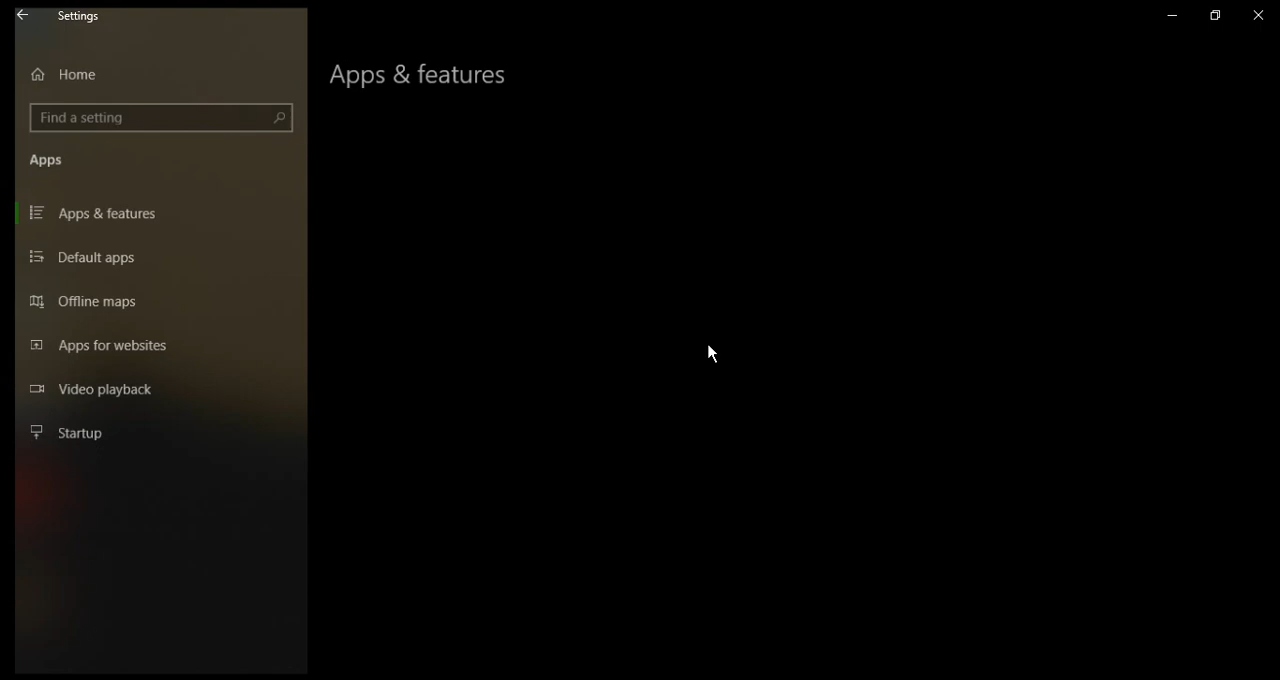 Settings
Home
Find a setting
Apps
Apps & features
Default apps
Offline maps
Apps for websites
Video playback
Startup
Apps & features